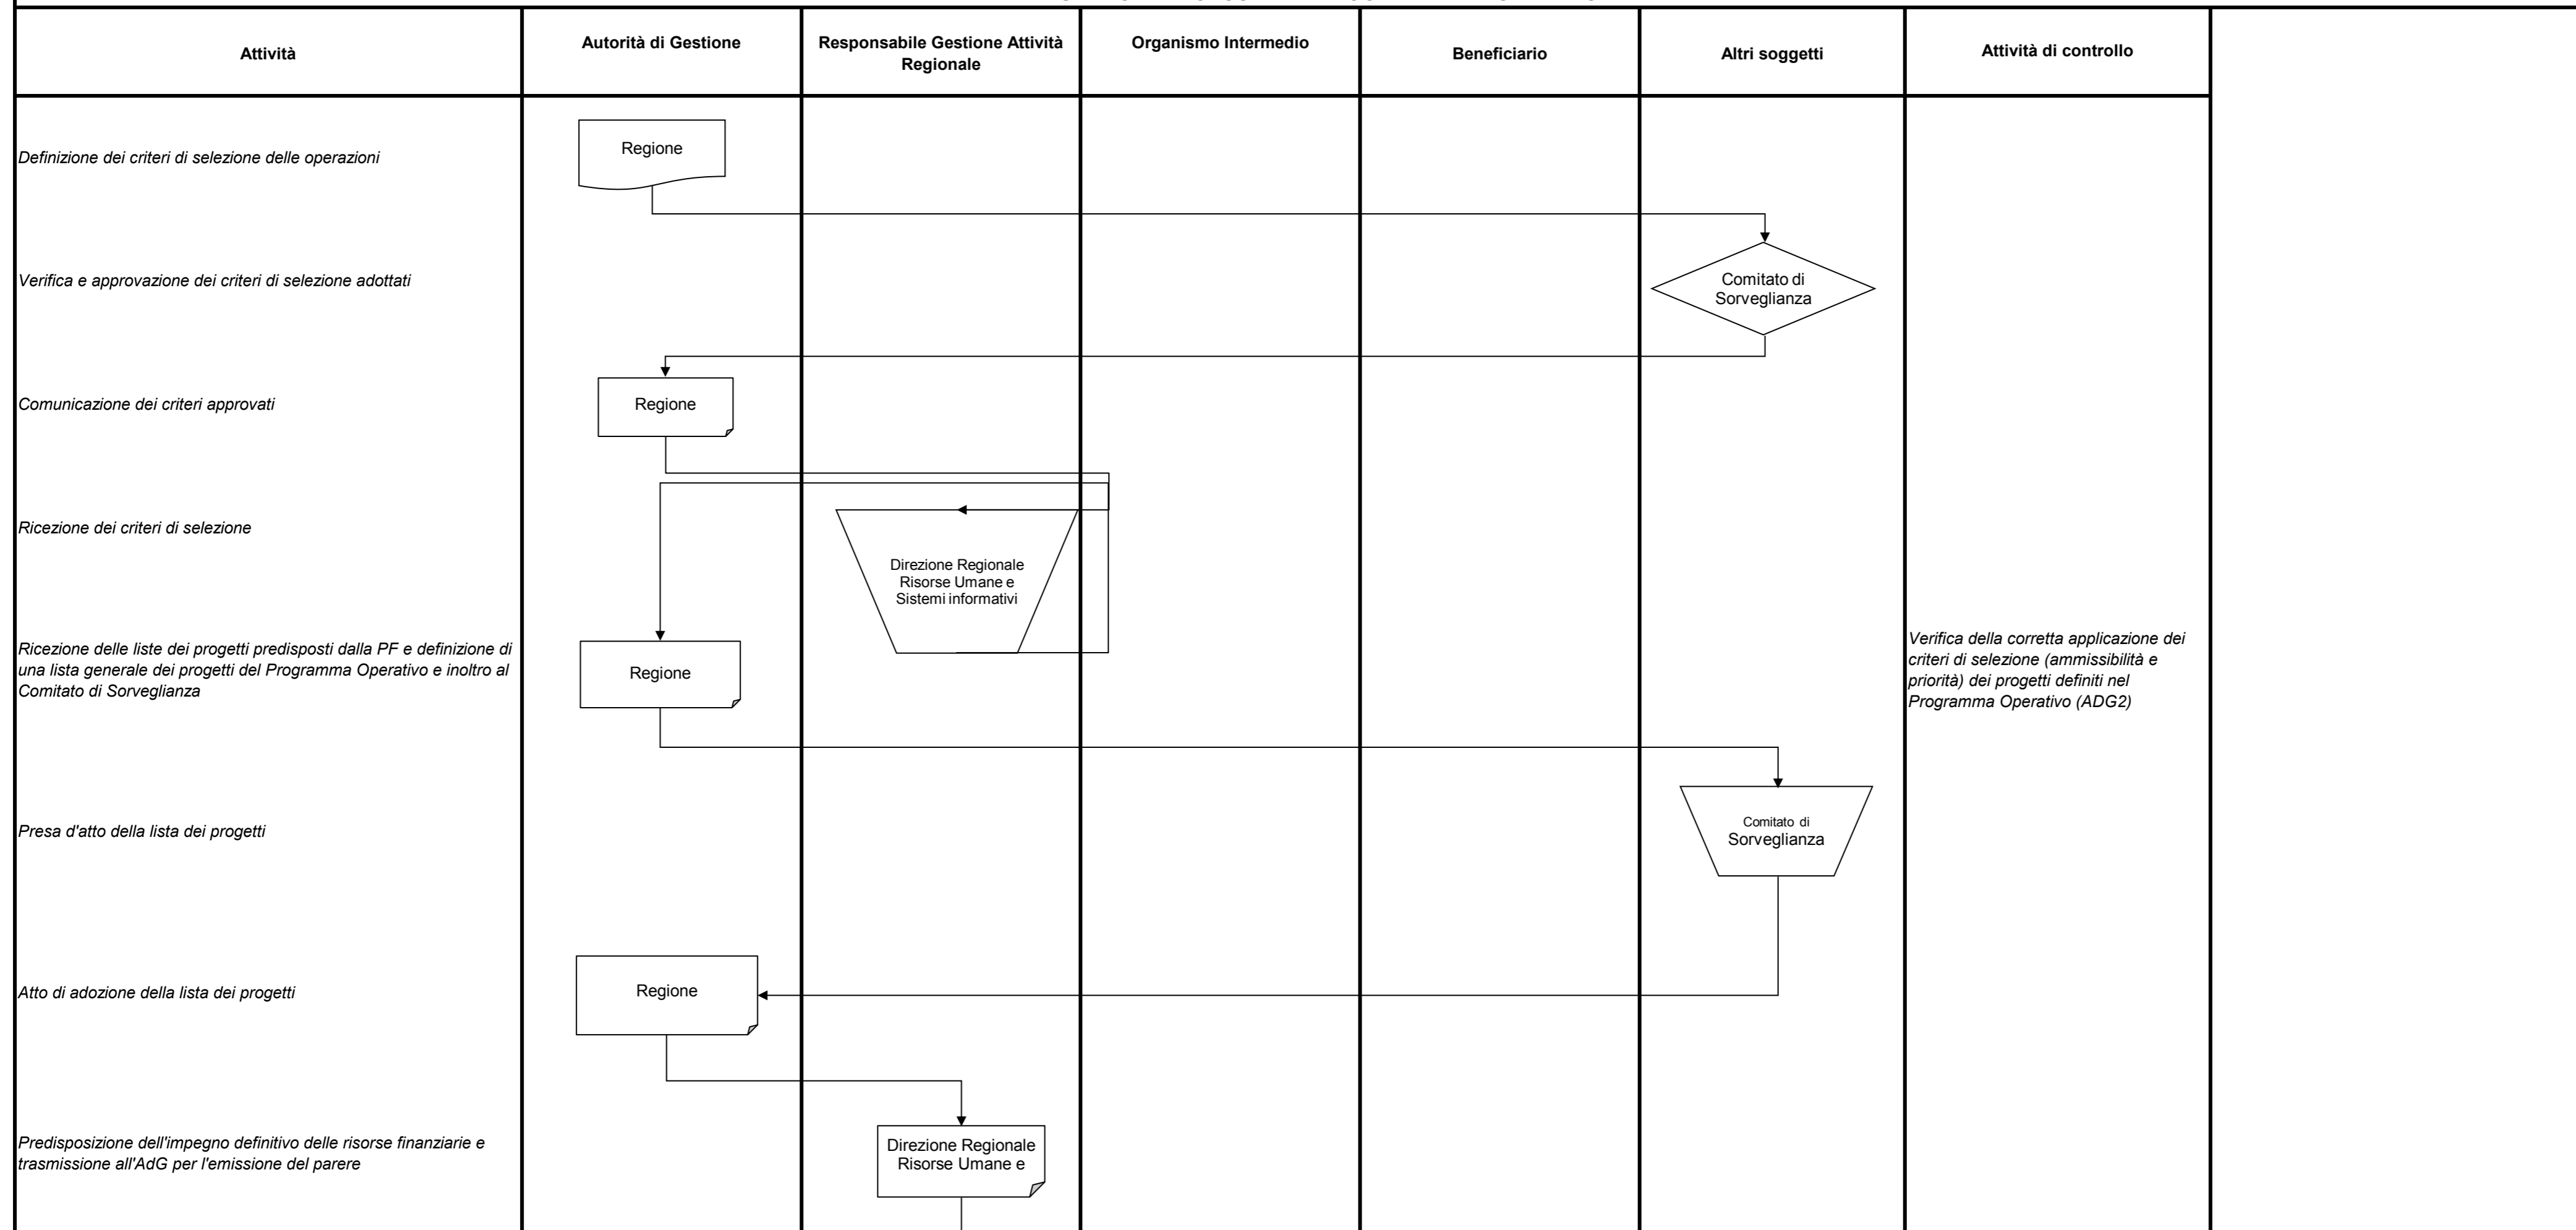 Attività
Autorità di Gestione
Responsabile Gestione Attività
Regionale
Organismo Intermedio
Beneficiario
Altri soggetti
Attività di controllo
Definizione dei criteri di selezione delle operazioni
Regione
Verifica e approvazione dei criteri di selezione adottati
Comitato di
Sorveglianza
Comunicazione dei criteri approvati
Regione
Ricezione dei criteri di selezione
Direzione Regionale
Risorse Umane e
Sistemi informativi
Ricezione delle liste dei progetti predisposti dalla PF e definizione di
una lista generale dei progetti del Programma Operativo e inoltro al
Comitato di Sorveglianza
Regione
Verifica della corretta applicazione dei
criteri di selezione (ammissibilità e
priorità) dei progetti definiti nel
Programma Operativo (ADG2)
Presa d'atto della lista dei progetti
Comitato di
Sorveglianza
Atto di adozione della lista dei progetti
Regione
Predisposizione dell'impegno definitivo delle risorse finanziarie e
trasmissione all'AdG per l'emissione del parere
Direzione Regionale
Risorse Umane e